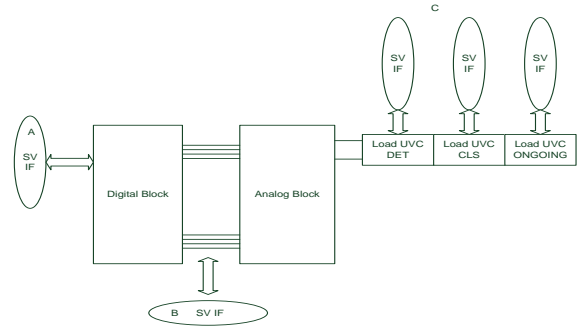 C
SV
IF
SV
IF
SV
IF
A
SV
IF
Digital Block
Analog Block
Load UVC
DET
Load UVC
CLS
Load UVC
ONGOING
B SV IF